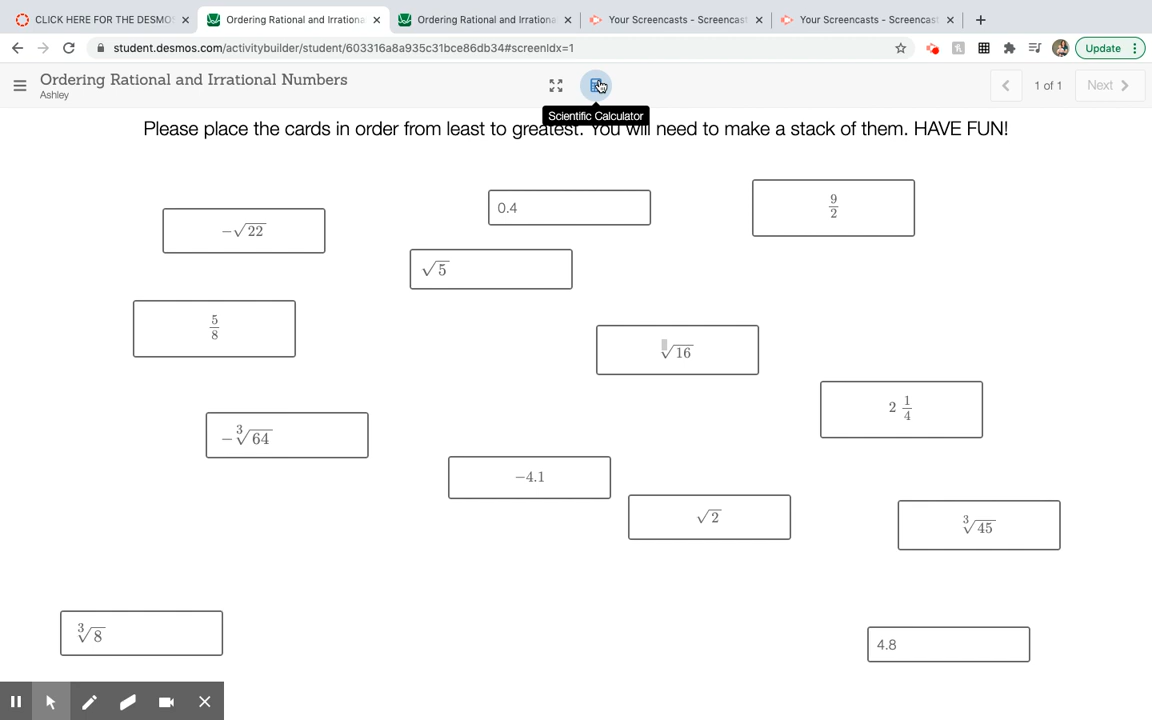 CLICK HERE FOR THE DESMOS
Ordering Rational and Irrational
Ordering Rational and Irrational
Your Screencasts - Screencast
Your Screencasts - Screencast
student.desmos.com/activitybuilder/student/603316a8a935c31bce86db34#screenIdx=1
Update
Ordering Rational and Irrational Numbers
Ashley
1 of 1
Next
Scientific Calculator
Please place the cards in order from least to greatest. You will need to make a stack of them. HAVE FUN!
0.4
9/2
−√22
√5
5/8
√16
2 1/4
−∛64
−4.1
√2
∛45
∛8
4.8